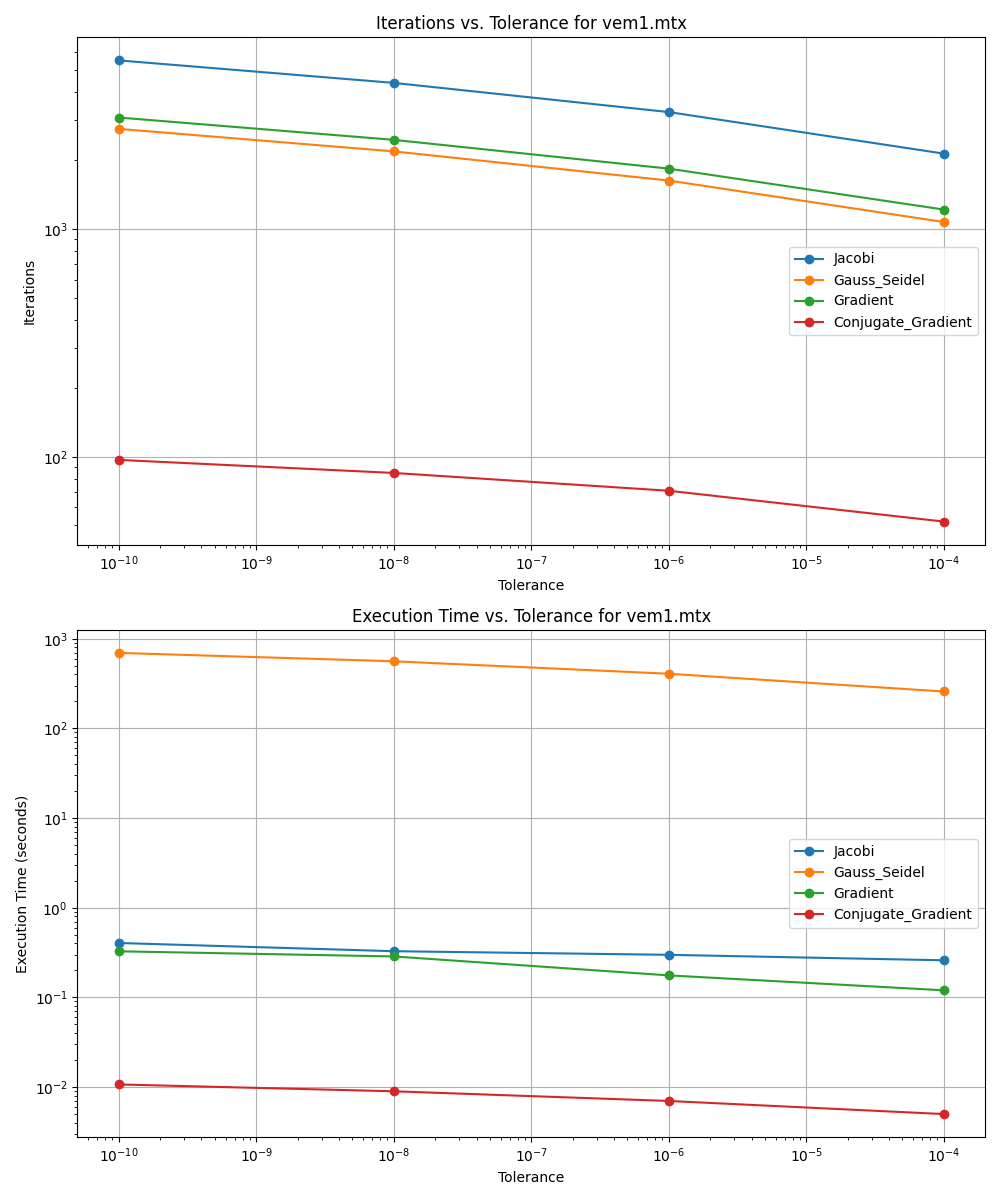 Iterations vs. Tolerance for vem1.mtx
10³
10²
Iterations
Jacobi
Gauss_Seidel
Gradient
Conjugate_Gradient
10⁻¹⁰ 10⁻⁹ 10⁻⁸ 10⁻⁷ 10⁻⁶ 10⁻⁵ 10⁻⁴
Tolerance
Execution Time vs. Tolerance for vem1.mtx
10³
10²
10¹
10⁰
10⁻¹
10⁻²
Execution Time (seconds)
Jacobi
Gauss_Seidel
Gradient
Conjugate_Gradient
10⁻¹⁰ 10⁻⁹ 10⁻⁸ 10⁻⁷ 10⁻⁶ 10⁻⁵ 10⁻⁴
Tolerance